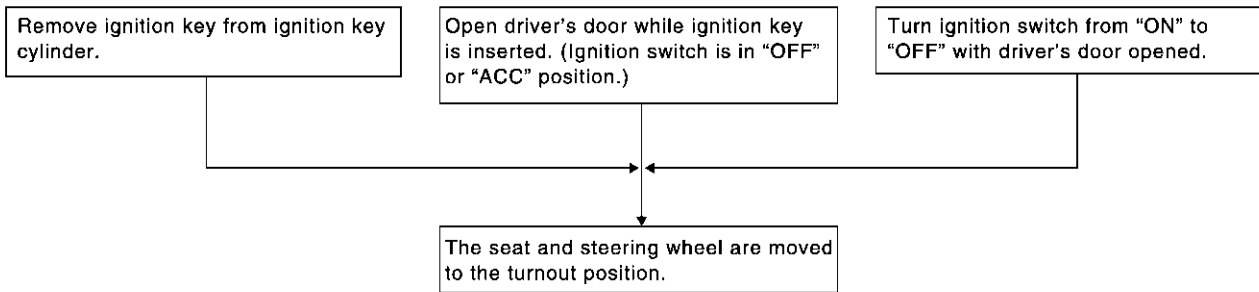 Remove ignition key from ignition key
cylinder.
Open driver's door while ignition key
is inserted. (Ignition switch is in “OFF”
or “ACC” position.)
Turn ignition switch from “ON” to
“OFF” with driver's door opened.
The seat and steering wheel are moved
to the turnout position.